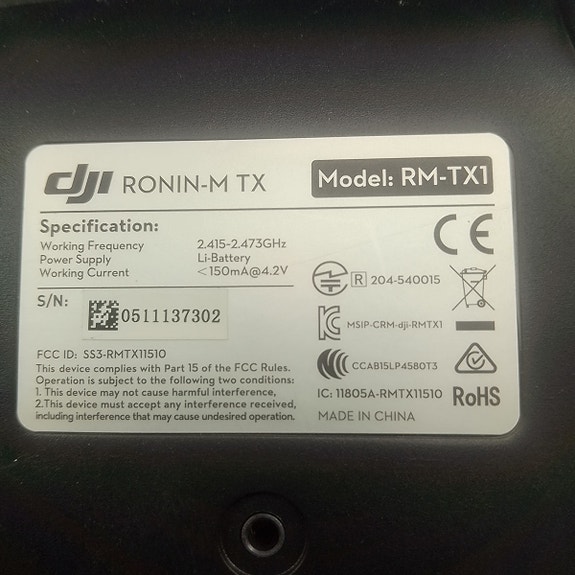 dji RONIN-M TX
Model: RM-TX1
Specification:
Working Frequency 2.415-2.473GHz
Power Supply Li-Battery
Working Current <150mA@4.2V
S/N: 0511137302
FCC ID: SS3-RMTX11510
This device complies with Part 15 of the FCC Rules.
Operation is subject to the following two conditions:
1. This device may not cause harmful interference,
2.This device must accept any interference received,
including interference that may cause undesired operation.
CE
R 204-540015
MSIP-CRM-dji-RMTX1
CCAB15LP4580T3
IC: 11805A-RMTX11510
RoHS
MADE IN CHINA